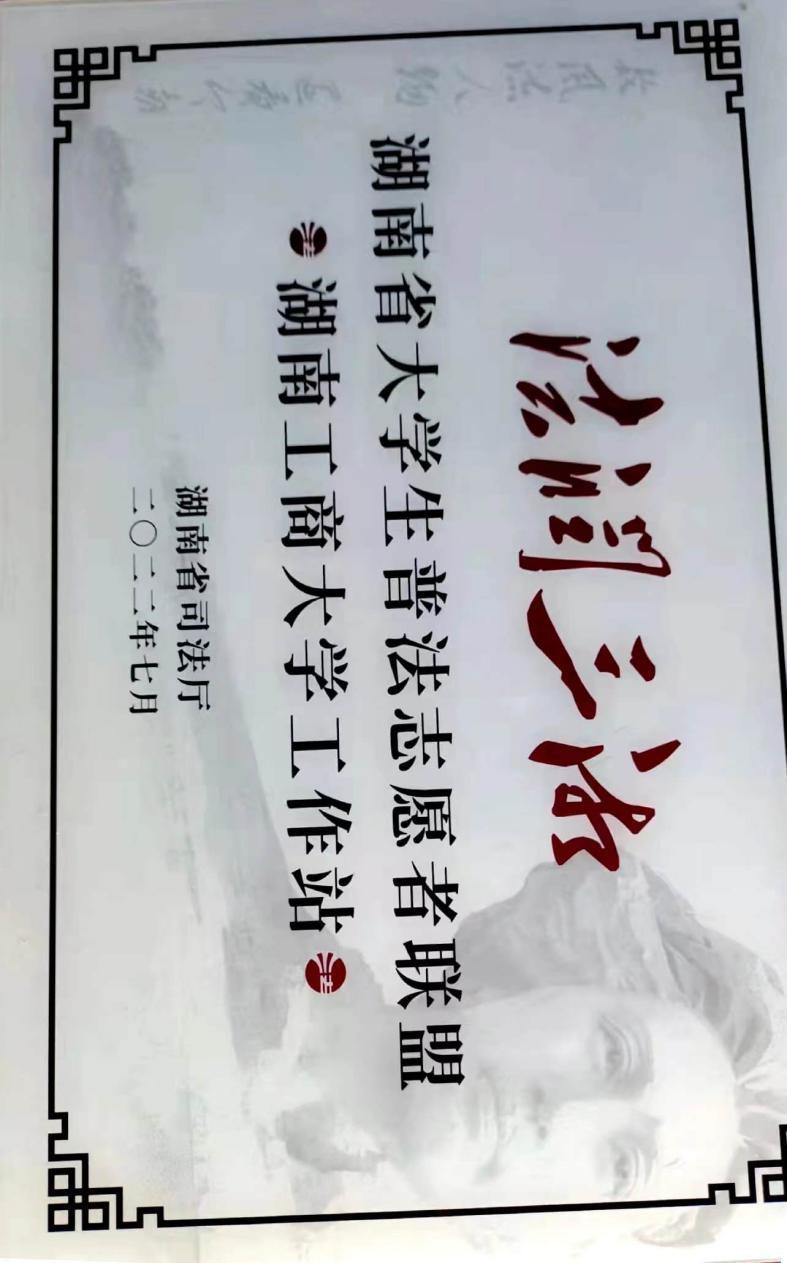 法润三湘
湖南省大学生普法志愿者联盟
湖南工商大学工作站
湖南省司法厅
二〇二二年七月